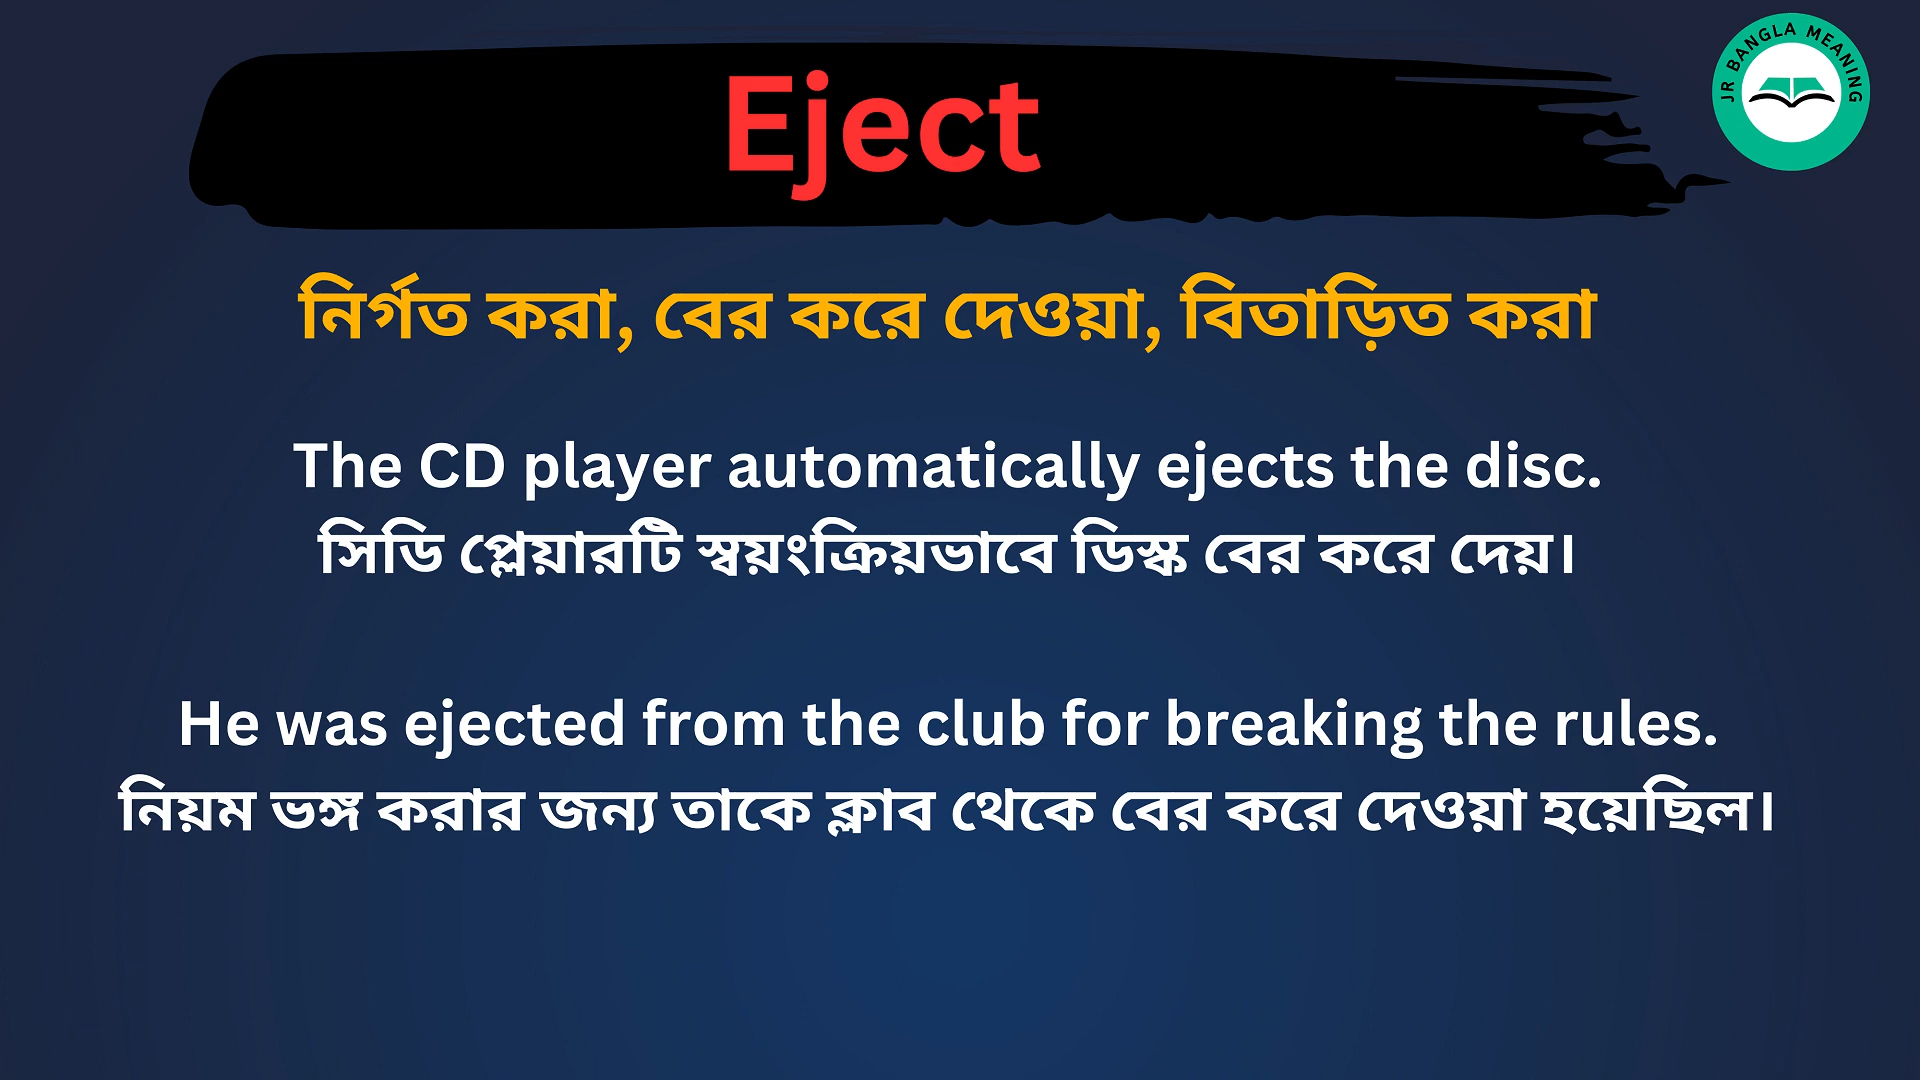 Eject
JR BANGLA MEANING
নির্গত করা, বের করে দেওয়া, বিতাড়িত করা
The CD player automatically ejects the disc.
সিডি প্লেয়ারটি স্বয়ংক্রিয়ভাবে ডিস্ক বের করে দেয়।
He was ejected from the club for breaking the rules.
নিয়ম ভঙ্গ করার জন্য তাকে ক্লাব থেকে বের করে দেওয়া হয়েছিল।